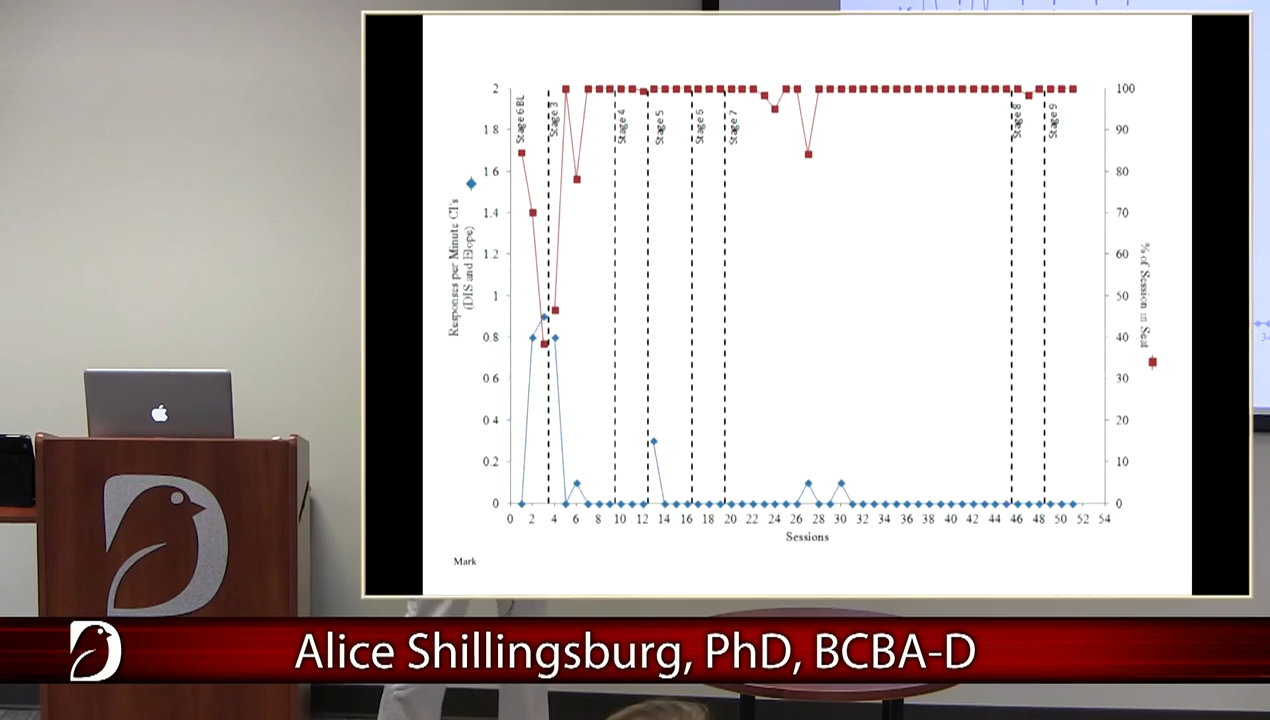 2
1 8
1 6
1.4
1 2
1
0.8
0 6
0 4
0.2
0
Responses per Minute CI's
(DIS and Elope)
Stage 6 BL
Stage 3
Stage 4
Stage 5
Stage 6
Stage 7
Stage 8
Stage 9
100
90
80
70
60
50
40
30
20
10
0
% of Session in Seat
0 2 4 6 8 10 12 14 16 18 20 22 24 26 28 30 32 34 36 38 40 42 44 46 48 50 52 54
Sessions
Mark
Alice Shillingsburg, PhD, BCBA-D